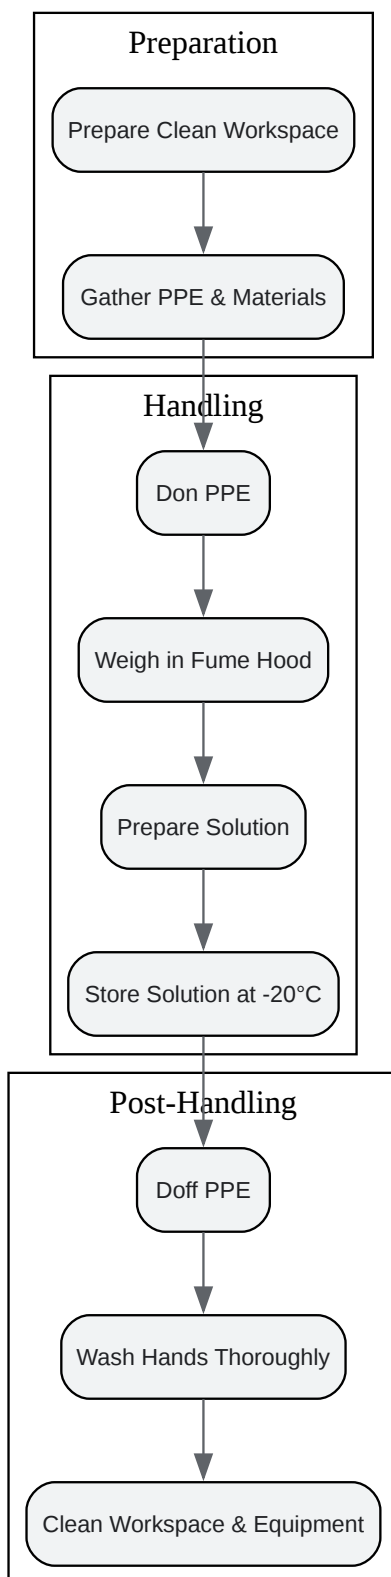 Preparation
Prepare Clean Workspace
Gather PPE & Materials
Handling
Don PPE
Weigh in Fume Hood
Prepare Solution
Store Solution at -20°C
Post-Handling
Doff PPE
Wash Hands Thoroughly
Clean Workspace & Equipment